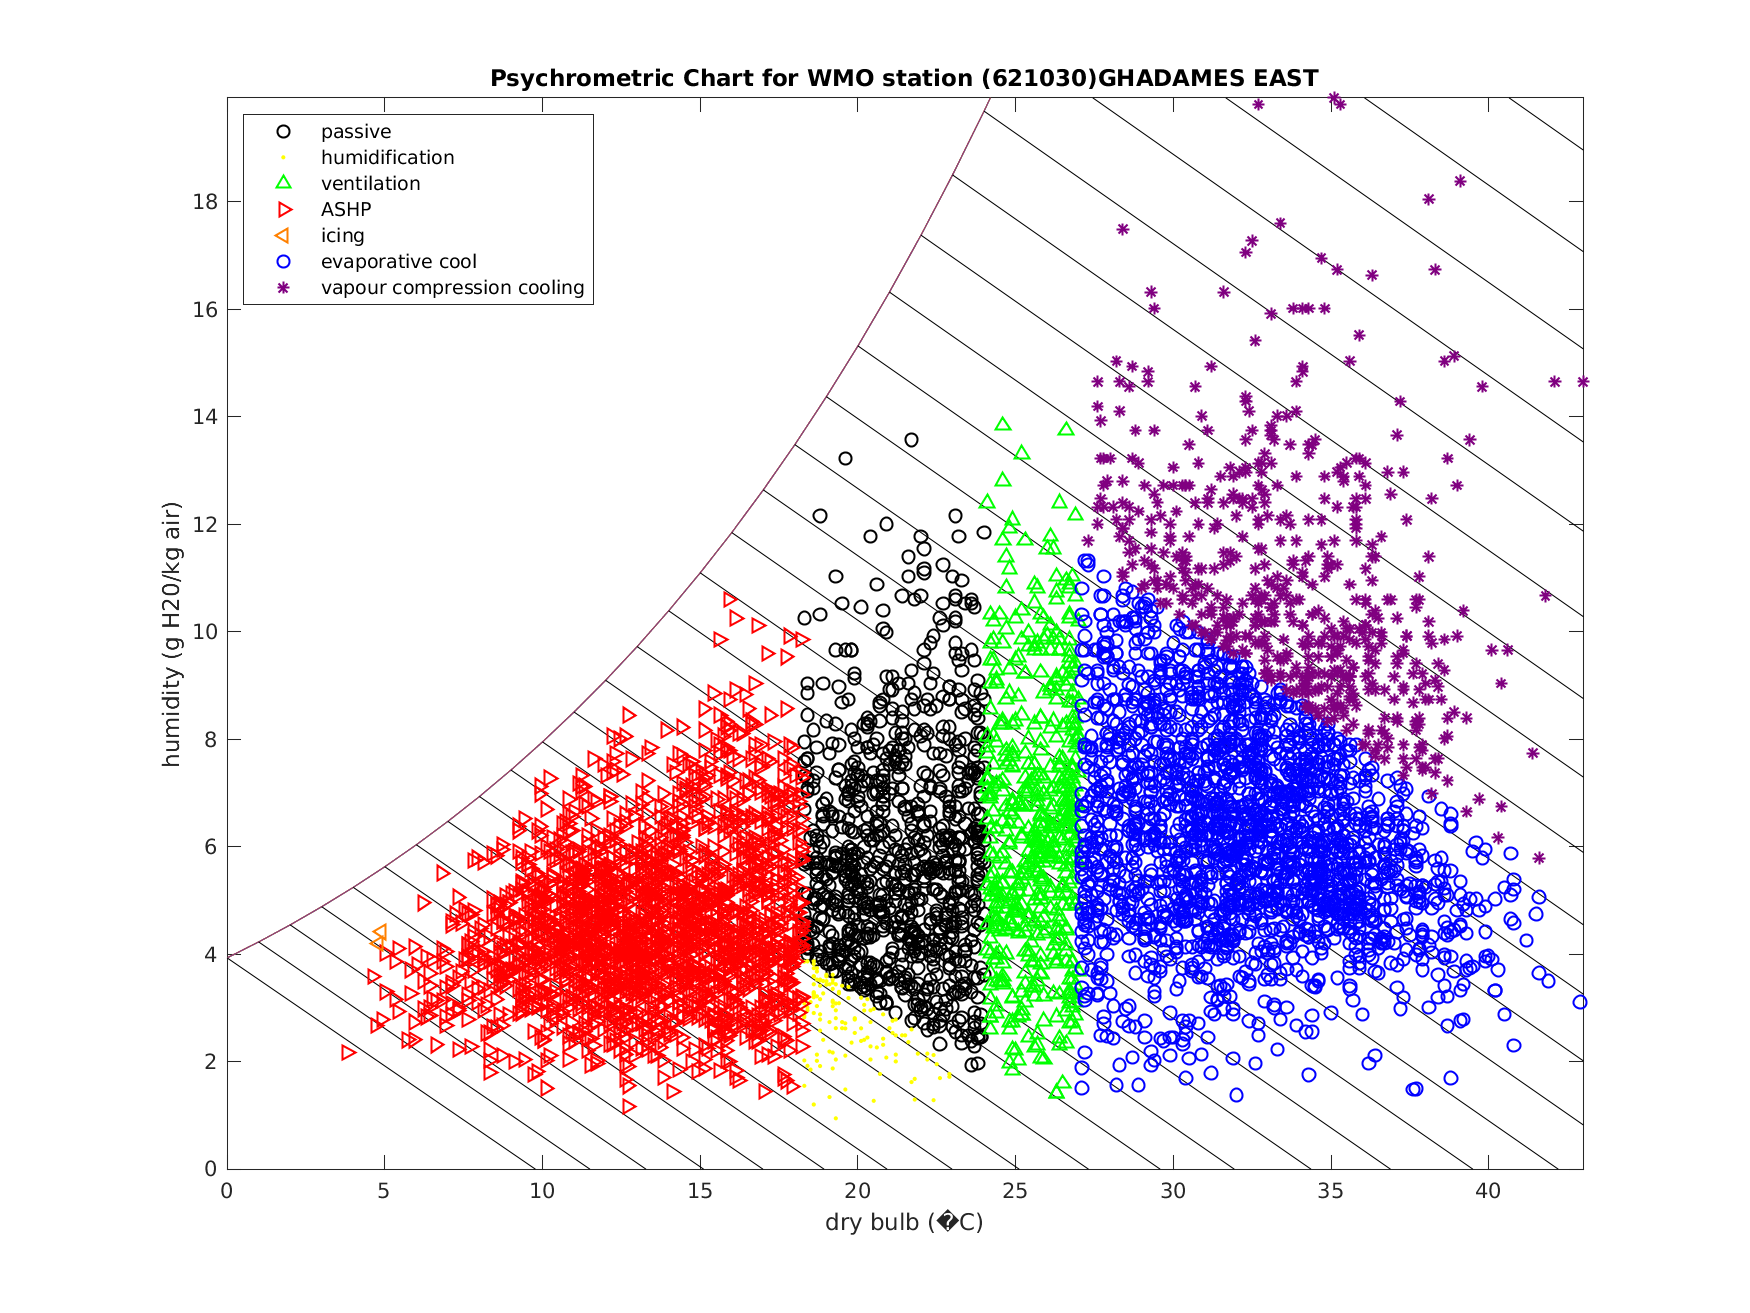 Psychrometric Chart for WMO station (621030)GHADAMES EAST
passive
humidification
ventilation
ASHP
icing
evaporative cool
vapour compression cooling
humidity (g H20/kg air)
18
16
14
12
10
8
6
4
2
0
0 5 10 15 20 25 30 35 40
dry bulb (�C)